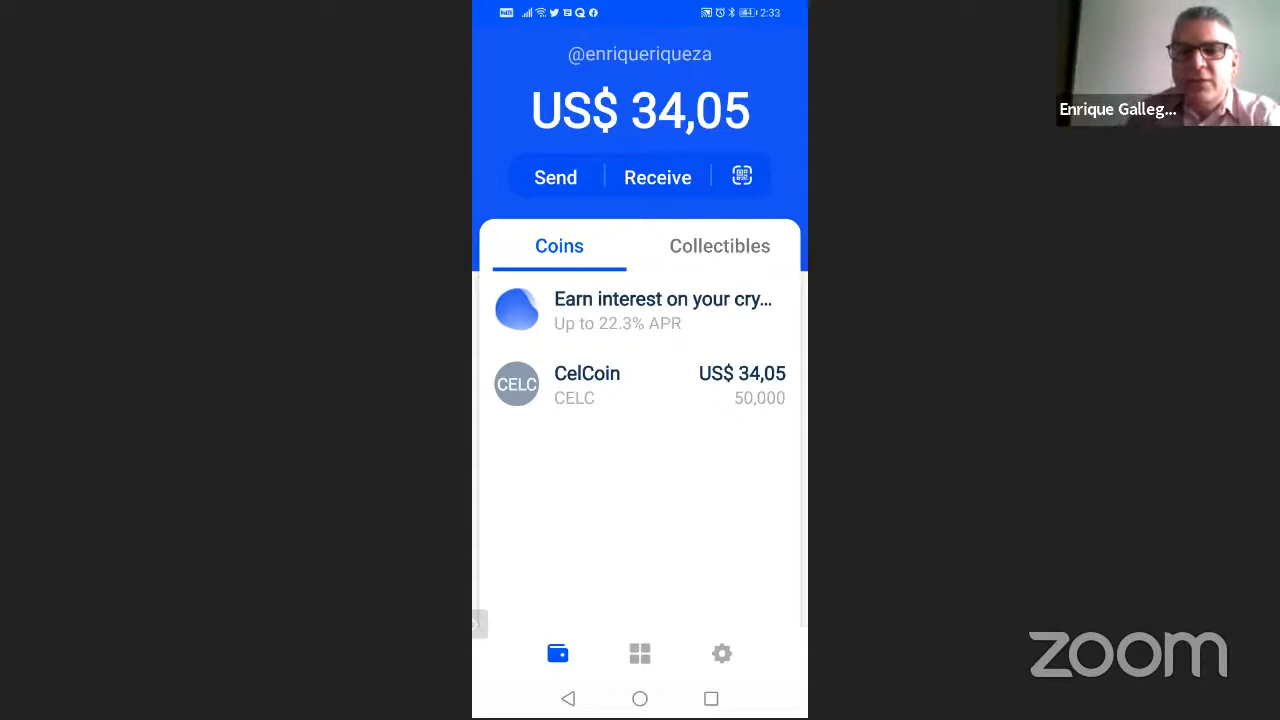 2:33
@enriqueriqueza
US$ 34,05
Send
Receive
Coins
Collectibles
Earn interest on your cry...
Up to 22.3% APR
CELC
CelCoin
US$ 34,05
CELC
50,000
Enrique Galleg...
zoom